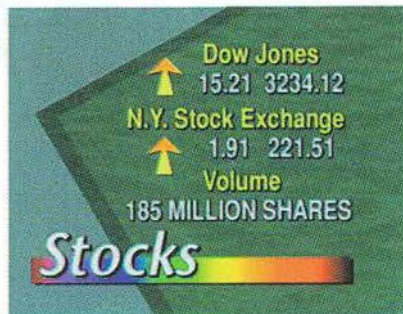 Dow Jones
15.21 3234.12
N.Y. Stock Exchange
1.91 221.51
Volume
185 MILLION SHARES
Stocks